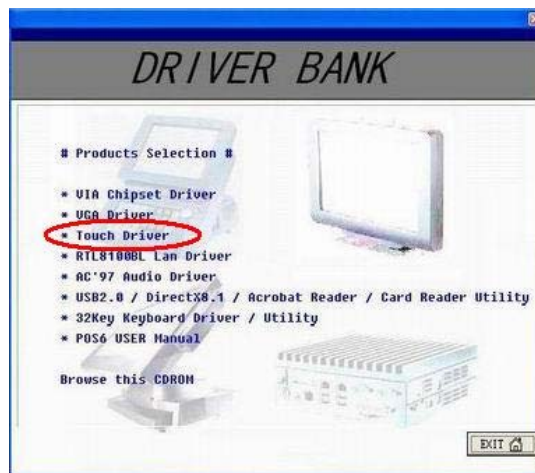 DRIVER BANK
# Products Selection #
* VIA Chipset Driver
* VGA Driver
* Touch Driver
* RTL8100BL Lan Driver
* AC'97 Audio Driver
* USB2.0 / DirectX8.1 / Acrobat Reader / Card Reader Utility
* 32Key Keyboard Driver / Utility
* POS6 USER Manual
Browse this CDROM
EXIT